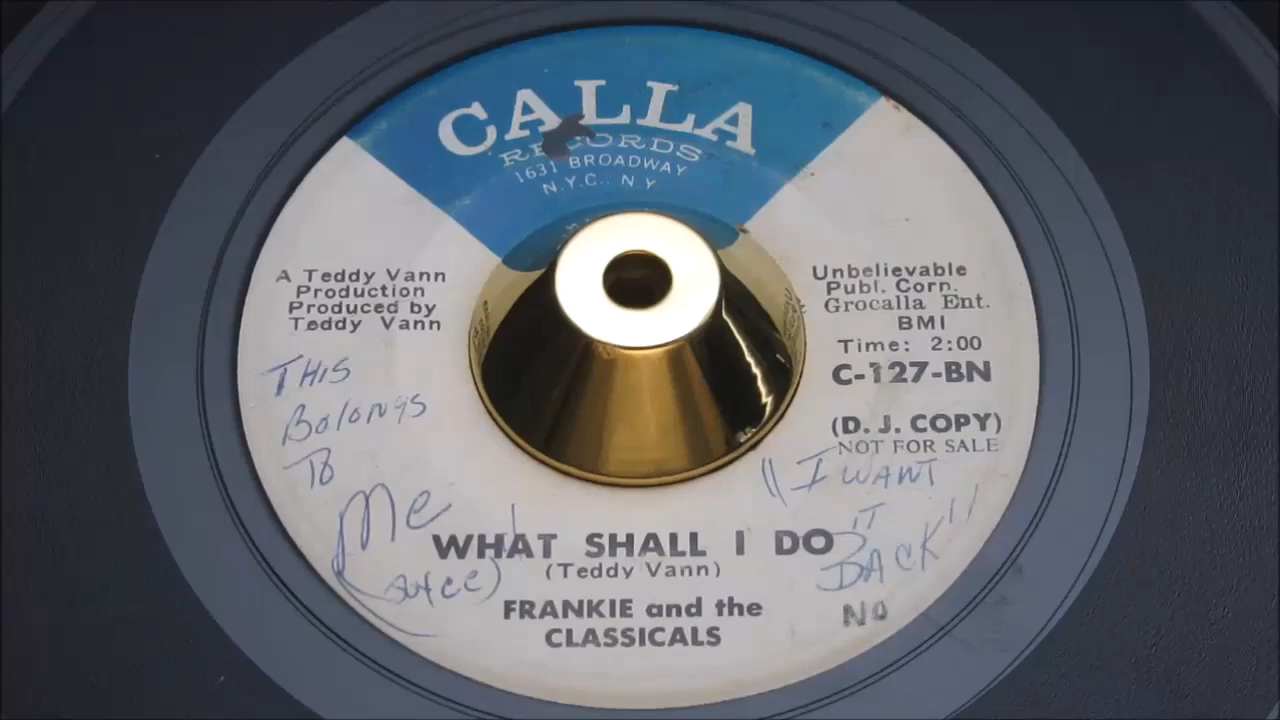 CALLA
RECORDS
1631 BROADWAY
N.Y.C., N.Y
A Teddy Vann
Production
Produced by
Teddy Vann
Unbelievable
Publ. Corn.
Grocalla Ent.
BMI
Time: 2:00
C-127-BN
(D. J. COPY)
NOT FOR SALE
THIS
Belongs
To
Me
"I WANT
IT
BACK"
WHAT SHALL I DO
(Teddy Vann)
FRANKIE and the
CLASSICALS
NO